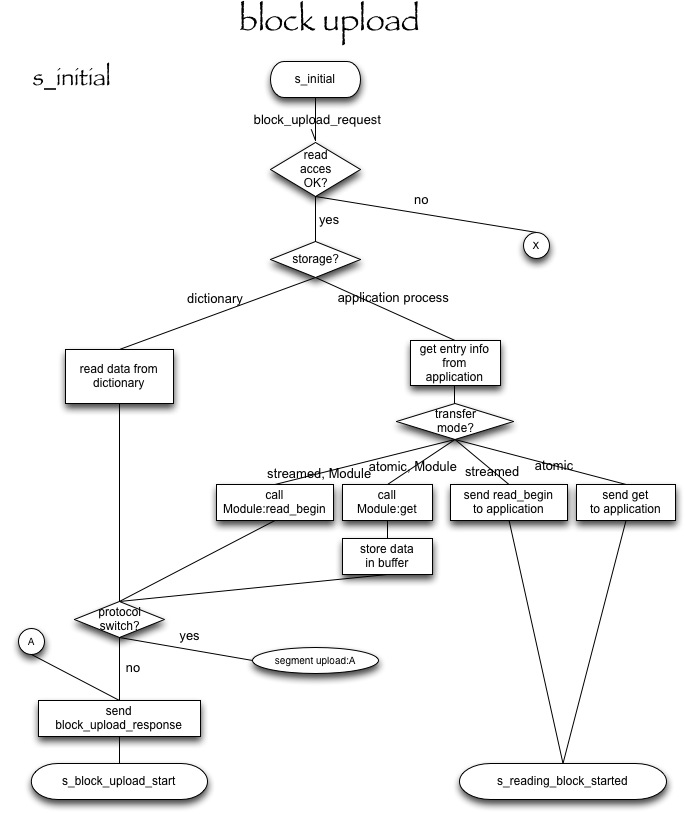 block upload
s_initial
s_initial
block_upload_request
read
acces
OK?
no
yes
X
storage?
dictionary
application process
read data from
dictionary
get entry info
from
application
transfer
mode?
streamed, Module
atomic, Module
streamed
atomic
call
Module:read_begin
call
Module:get
send read_begin
to application
send get
to application
store data
in buffer
protocol
switch?
A
yes
segment upload:A
no
send
block_upload_response
s_block_upload_start
s_reading_block_started